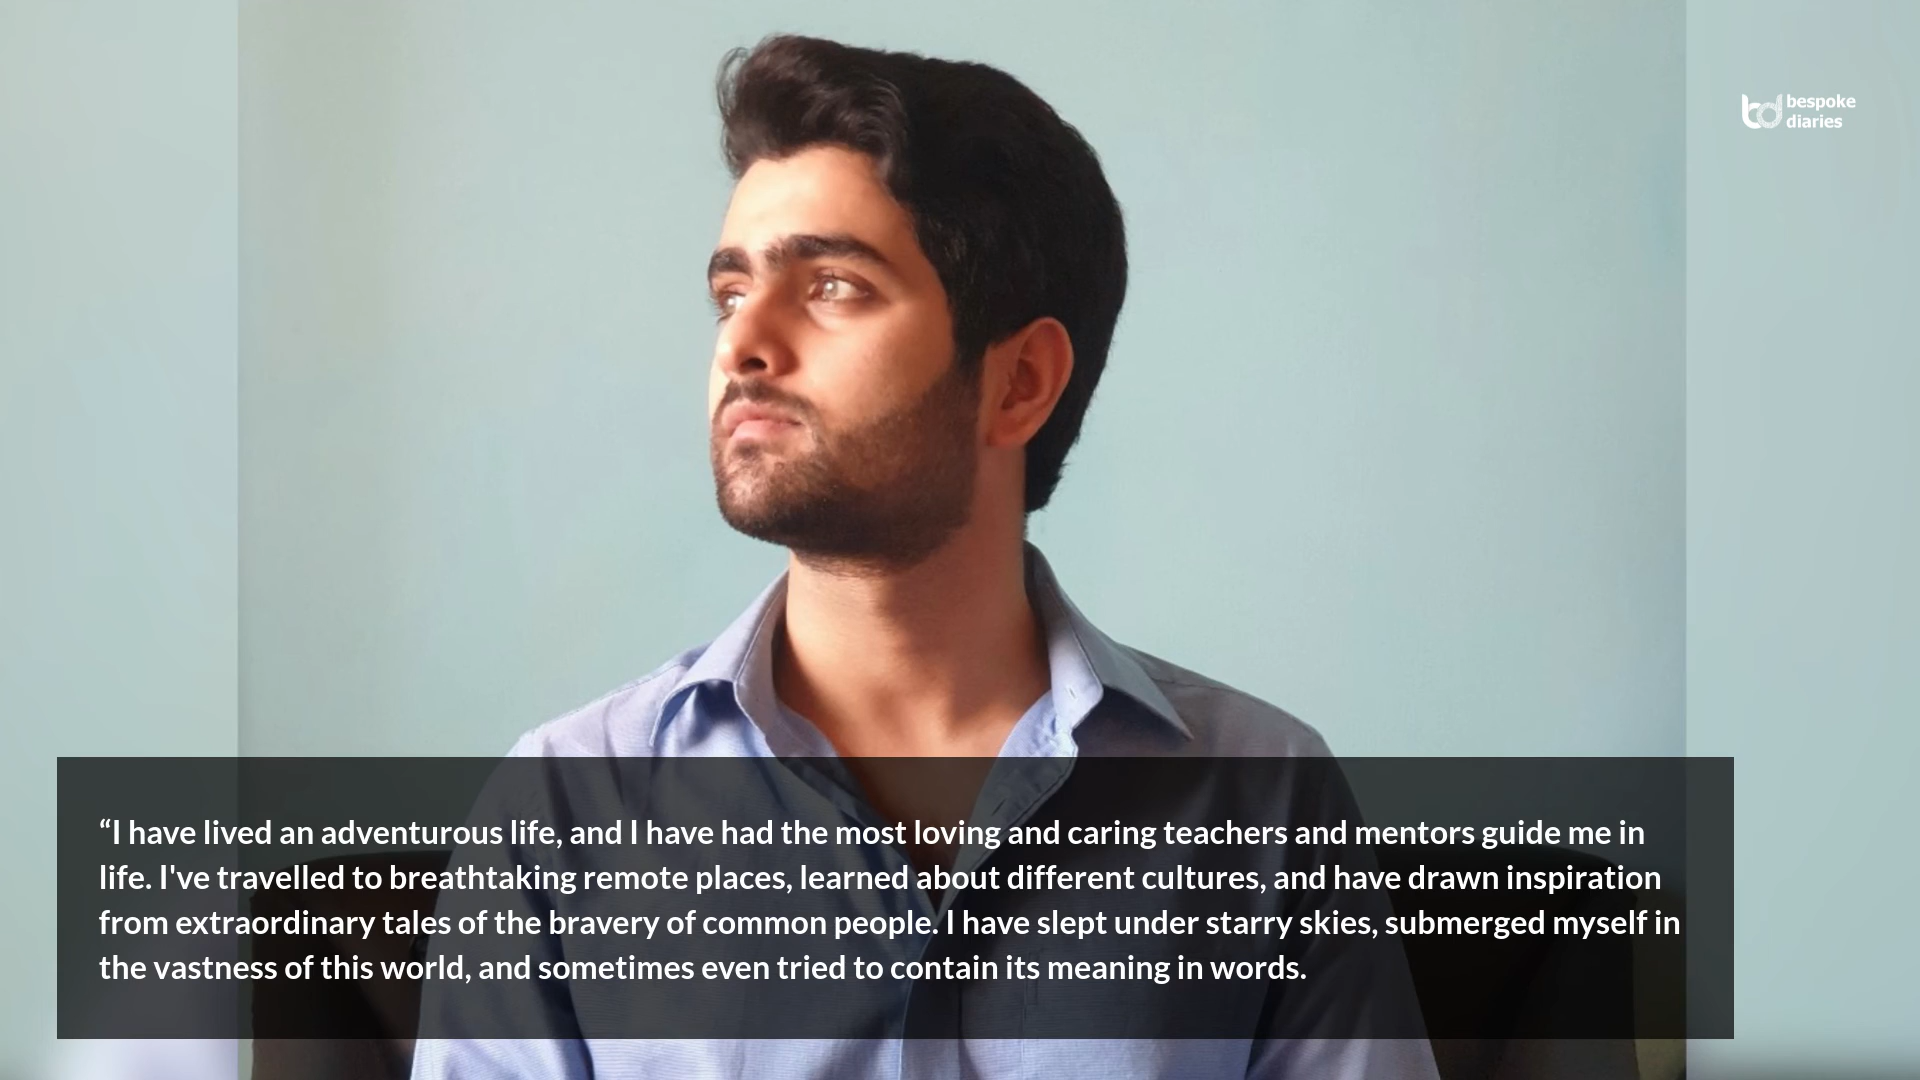 bespoke
diaries
“I have lived an adventurous life, and I have had the most loving and caring teachers and mentors guide me in
life. I've travelled to breathtaking remote places, learned about different cultures, and have drawn inspiration
from extraordinary tales of the bravery of common people. I have slept under starry skies, submerged myself in
the vastness of this world, and sometimes even tried to contain its meaning in words.